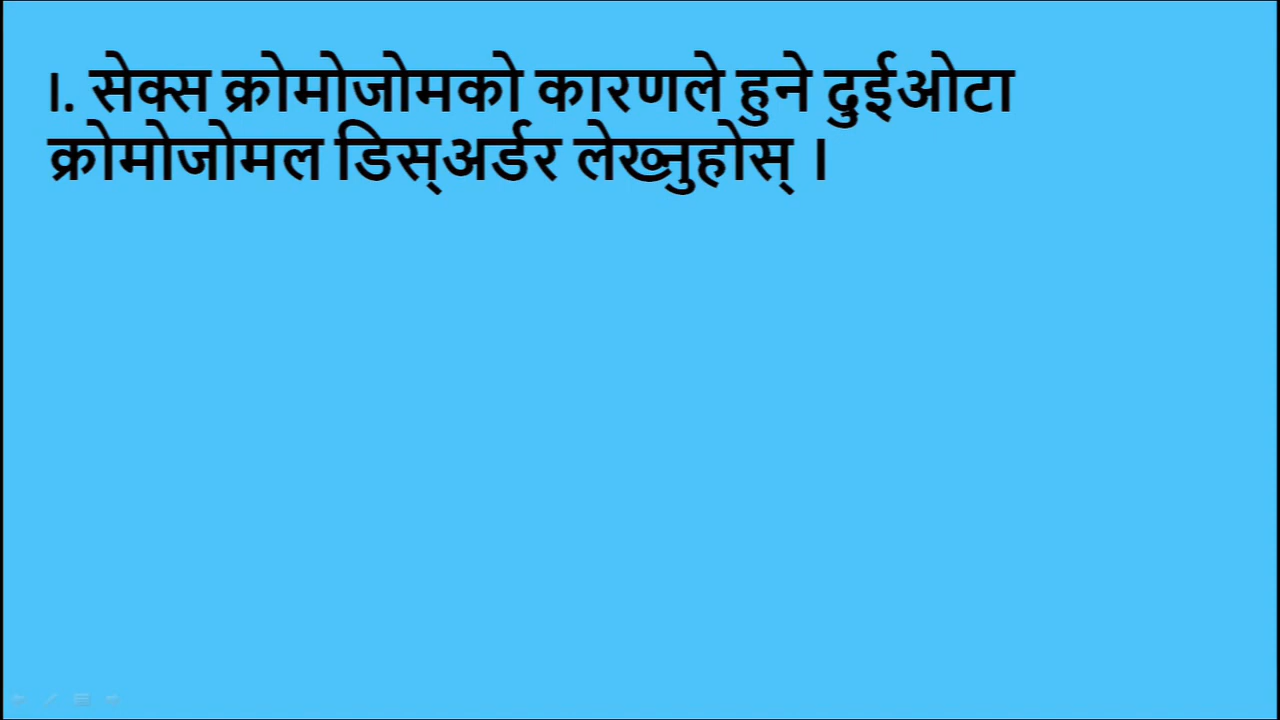 I. सेक्स क्रोमोजोमको कारणले हुने दुईओटा
क्रोमोजोमल डिस्अर्डर लेख्नुहोस् ।